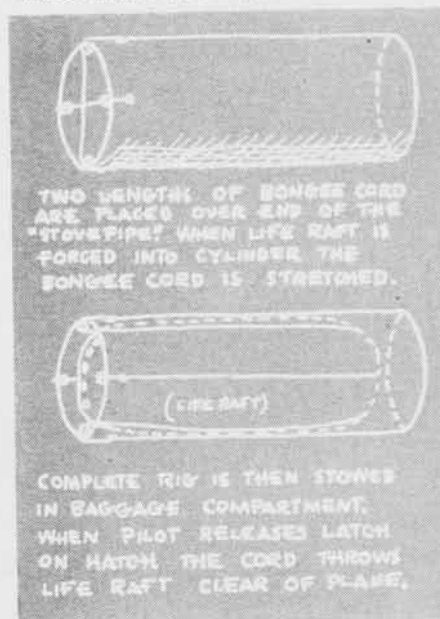 TWO LENGTHS OF BONGEE CORD
ARE PLACED OVER END OF THE
"STOVEPIPE." WHEN LIFE RAFT IS
FORCED INTO CYLINDER THE
BONGEE CORD IS STRETCHED.
(LIFE RAFT)
COMPLETE RIG IS THEN STOWED
IN BAGGAGE COMPARTMENT.
WHEN PILOT RELEASES LATCH
ON HATCH THE CORD THROWS
LIFE RAFT CLEAR OF PLANE.